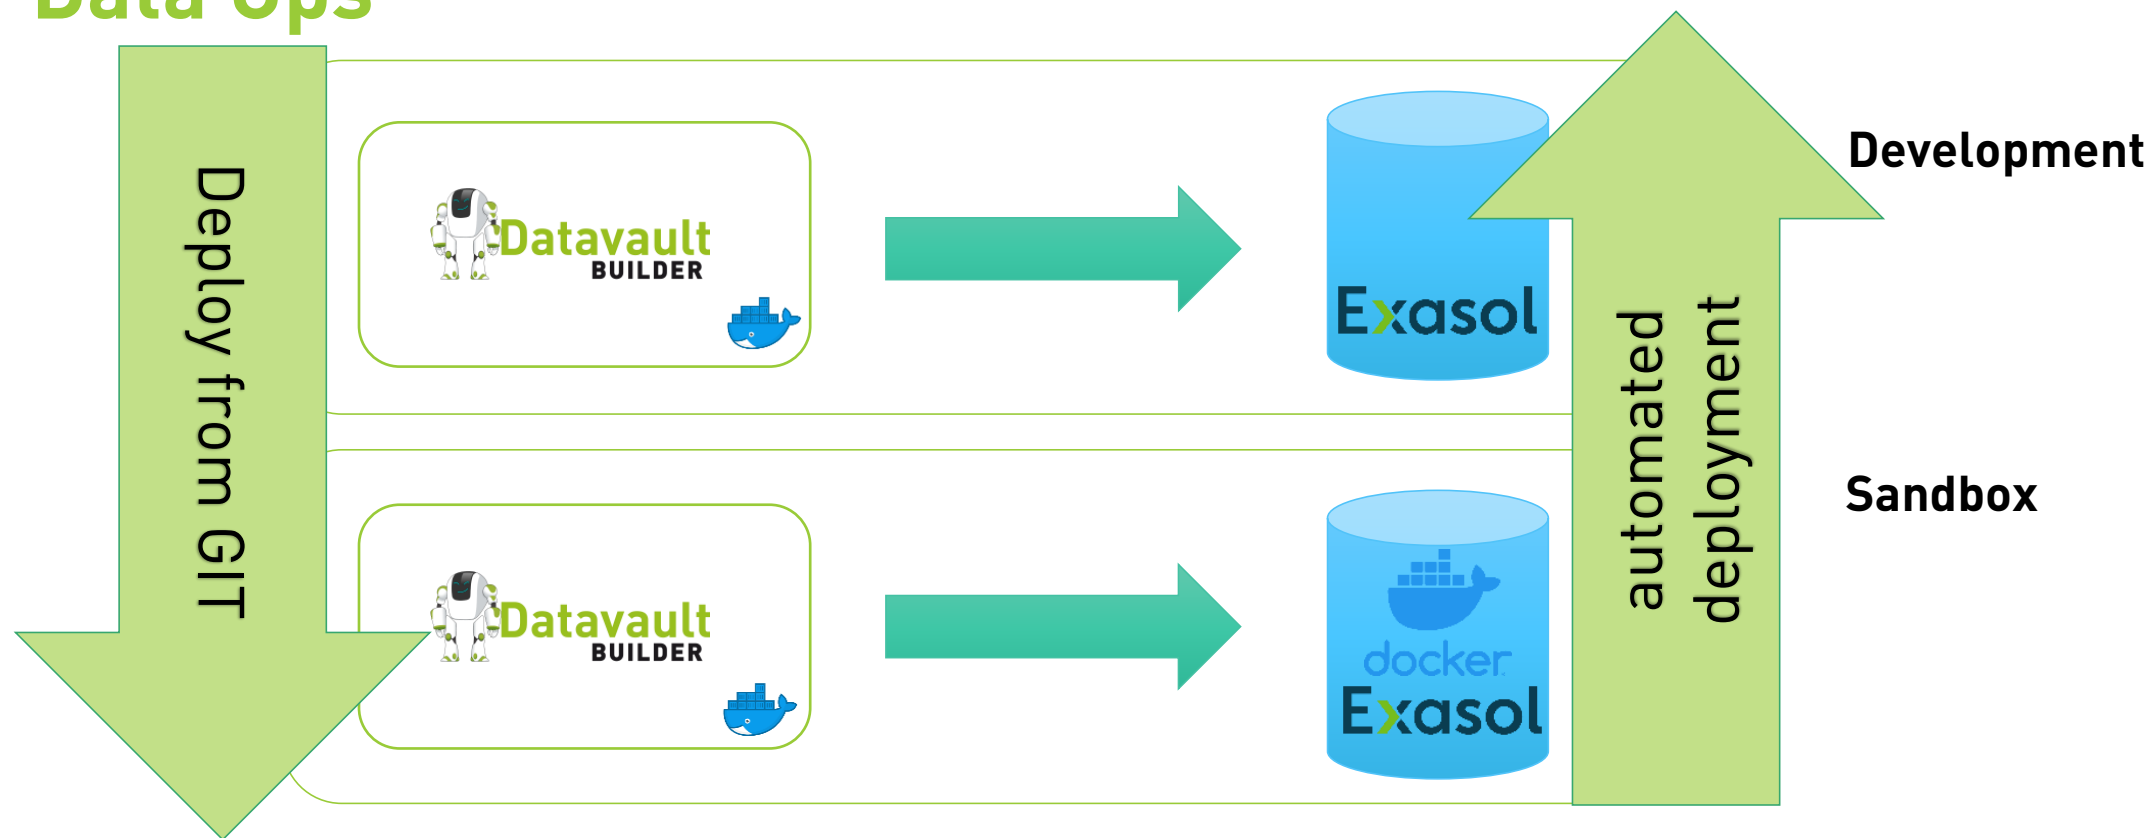 Data Ops
Deploy from GIT
Datavault
BUILDER
Exasol
Development
automated
deployment
Datavault
BUILDER
docker
Exasol
Sandbox